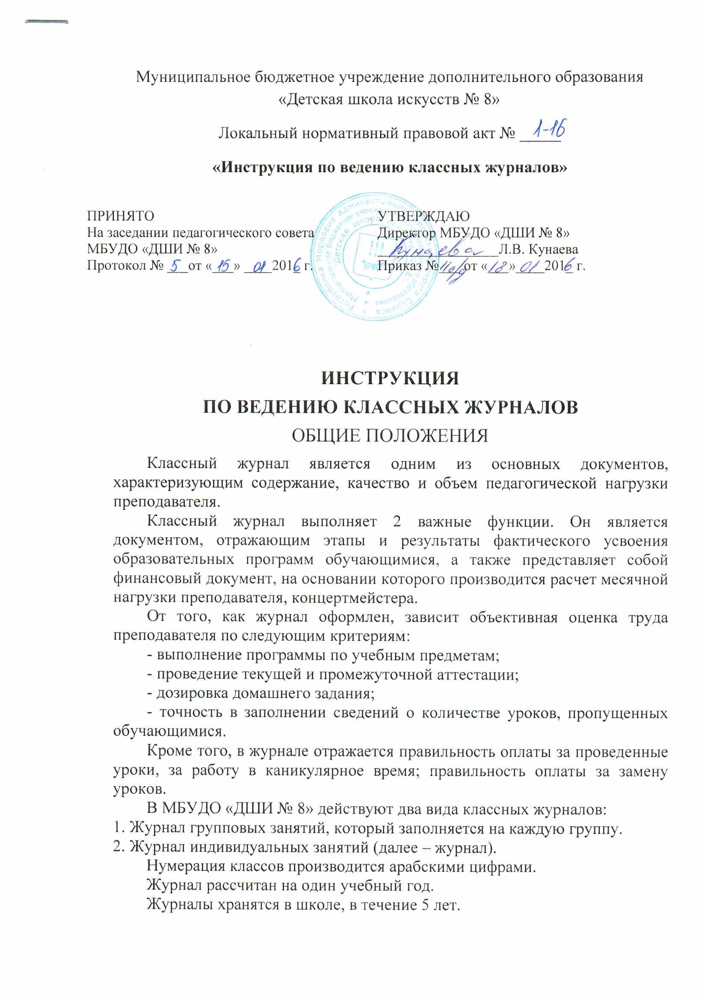 Муниципальное бюджетное учреждение дополнительного образования
«Детская школа искусств № 8»
Локальный нормативный правовой акт № 1-16
«Инструкция по ведению классных журналов»
ПРИНЯТО
На заседании педагогического совета
МБУДО «ДШИ № 8»
Протокол № 5 от «15» 01 2016 г.
УТВЕРЖДАЮ
Директор МБУДО «ДШИ № 8»
Кунаева Л.В. Кунаева
Приказ № от «18» 01 2016 г.
Республика Мордовия Администрация городского округа Саранск
Муниципальное бюджетное учреждение дополнительного образования
"Детская школа искусств № 8"
ИНСТРУКЦИЯ
ПО ВЕДЕНИЮ КЛАССНЫХ ЖУРНАЛОВ
ОБЩИЕ ПОЛОЖЕНИЯ
Классный журнал является одним из основных документов,
характеризующим содержание, качество и объем педагогической нагрузки
преподавателя.
Классный журнал выполняет 2 важные функции. Он является
документом, отражающим этапы и результаты фактического усвоения
образовательных программ обучающимися, а также представляет собой
финансовый документ, на основании которого производится расчет месячной
нагрузки преподавателя, концертмейстера.
От того, как журнал оформлен, зависит объективная оценка труда
преподавателя по следующим критериям:
- выполнение программы по учебным предметам;
- проведение текущей и промежуточной аттестации;
- дозировка домашнего задания;
- точность в заполнении сведений о количестве уроков, пропущенных
обучающимися.
Кроме того, в журнале отражается правильность оплаты за проведенные
уроки, за работу в каникулярное время; правильность оплаты за замену
уроков.
В МБУДО «ДШИ № 8» действуют два вида классных журналов:
1. Журнал групповых занятий, который заполняется на каждую группу.
2. Журнал индивидуальных занятий (далее – журнал).
Нумерация классов производится арабскими цифрами.
Журнал рассчитан на один учебный год.
Журналы хранятся в школе, в течение 5 лет.